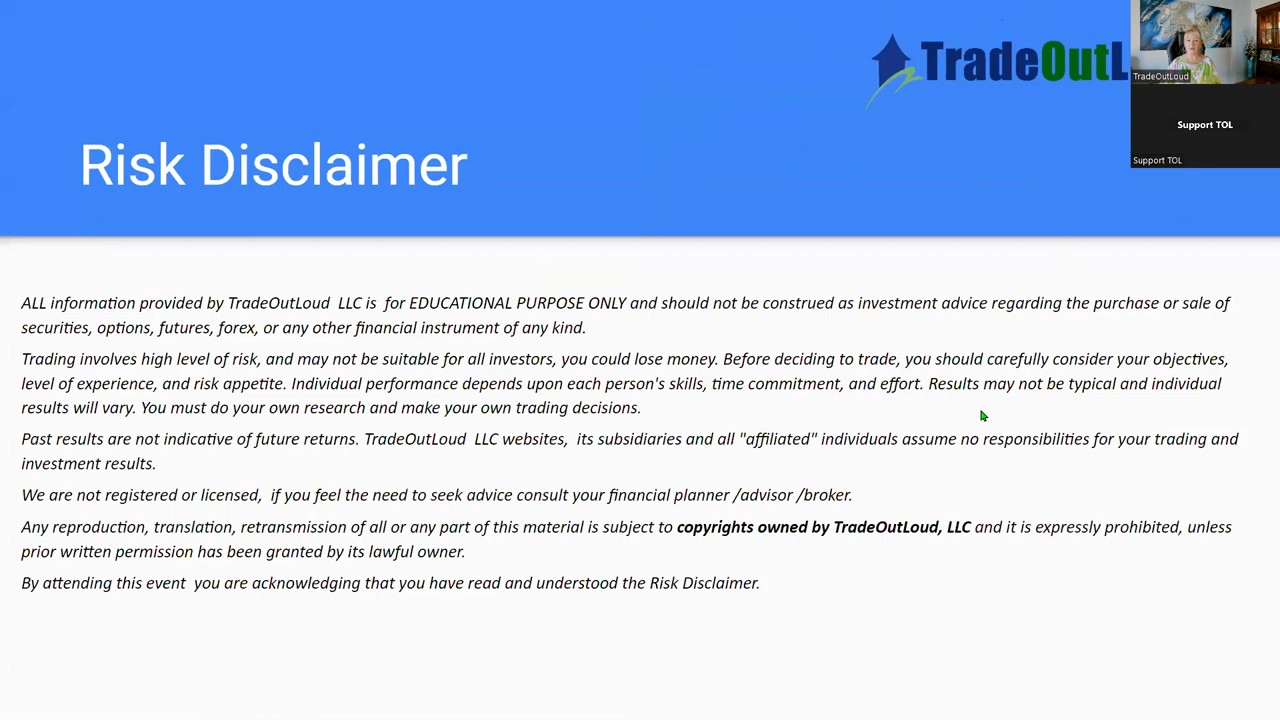 TradeOutL
TradeOutLoud
Support TOL
Support TOL
Risk Disclaimer
ALL information provided by TradeOutLoud LLC is for EDUCATIONAL PURPOSE ONLY and should not be construed as investment advice regarding the purchase or sale of
securities, options, futures, forex, or any other financial instrument of any kind.
Trading involves high level of risk, and may not be suitable for all investors, you could lose money. Before deciding to trade, you should carefully consider your objectives,
level of experience, and risk appetite. Individual performance depends upon each person's skills, time commitment, and effort. Results may not be typical and individual
results will vary. You must do your own research and make your own trading decisions.
Past results are not indicative of future returns. TradeOutLoud LLC websites, its subsidiaries and all "affiliated" individuals assume no responsibilities for your trading and
investment results.
We are not registered or licensed, if you feel the need to seek advice consult your financial planner /advisor /broker.
Any reproduction, translation, retransmission of all or any part of this material is subject to copyrights owned by TradeOutLoud, LLC and it is expressly prohibited, unless
prior written permission has been granted by its lawful owner.
By attending this event you are acknowledging that you have read and understood the Risk Disclaimer.